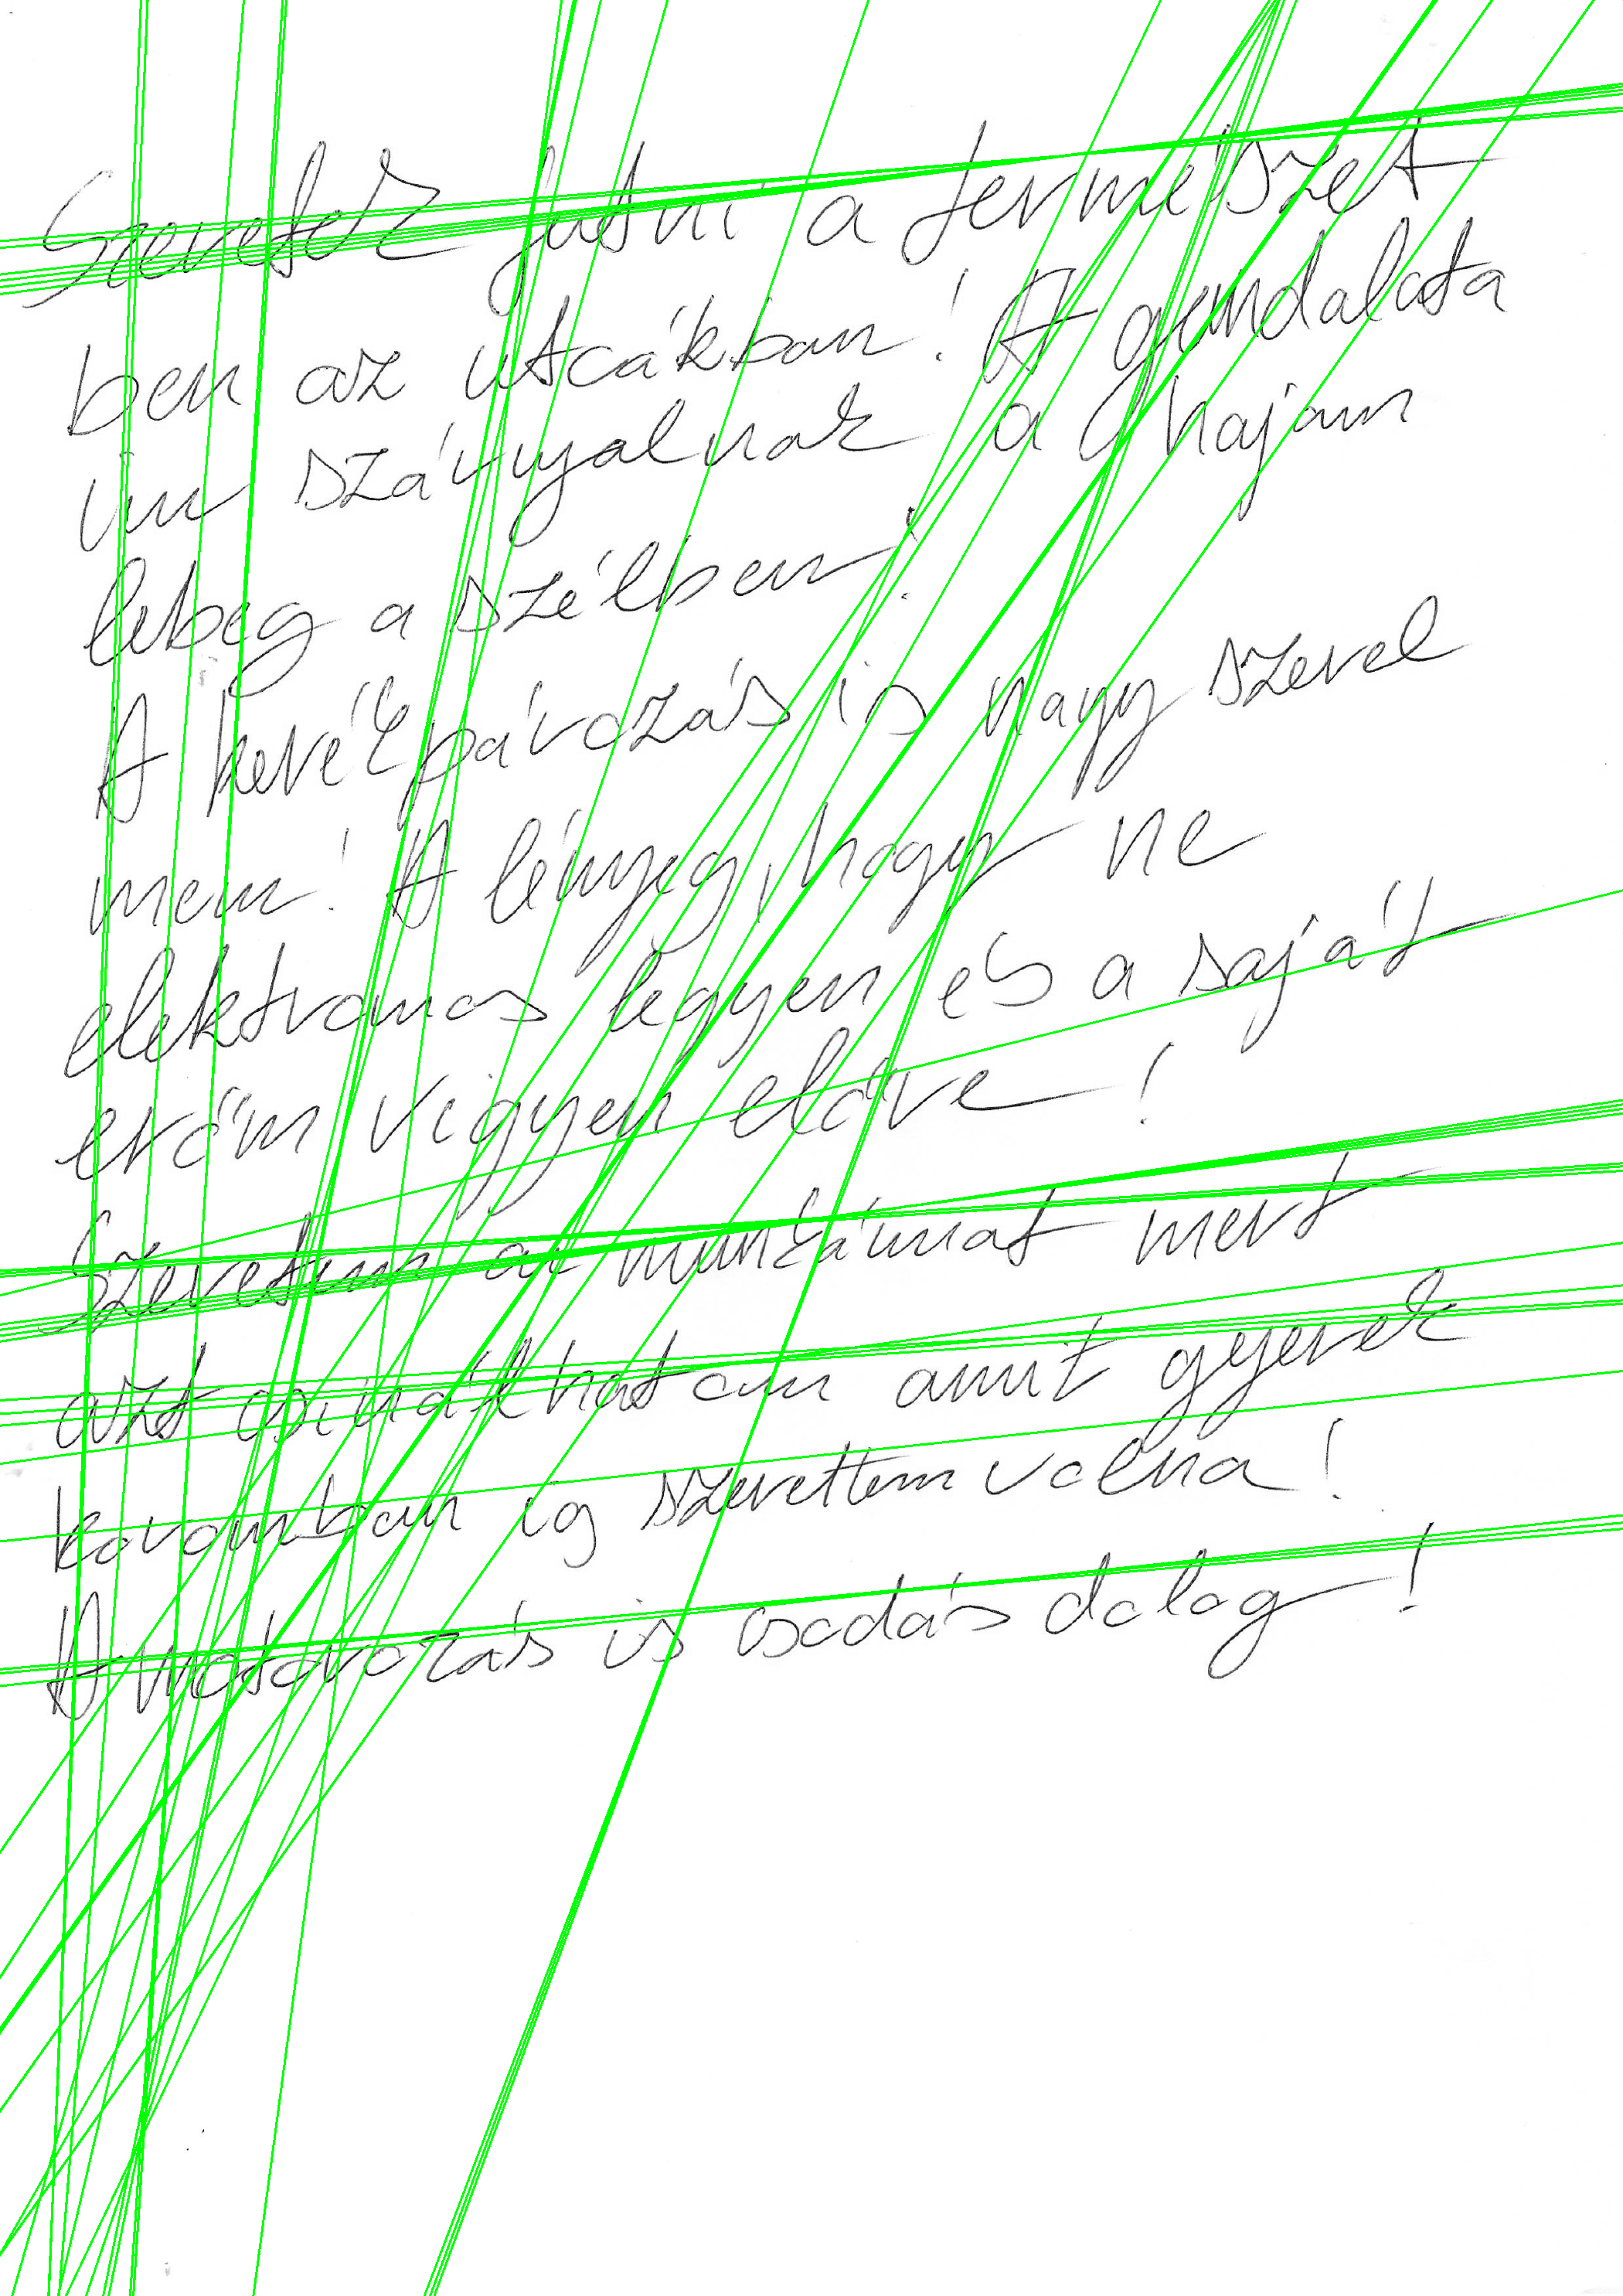 Szeretek futni a természet
ben az utcákban! A gondalata
im szárnyalnak a hajam
lebeg a szélben!
A kerékpározás is nagy szerel
mem! A lényeg, hogy ne
elektromos legyen és a saját
erőm vigyen előre!
Szeretem a munkámat mert
azt csinálhatom amit gyerek
koromban is szerettem volna!
A motorozás is csodás dolog!